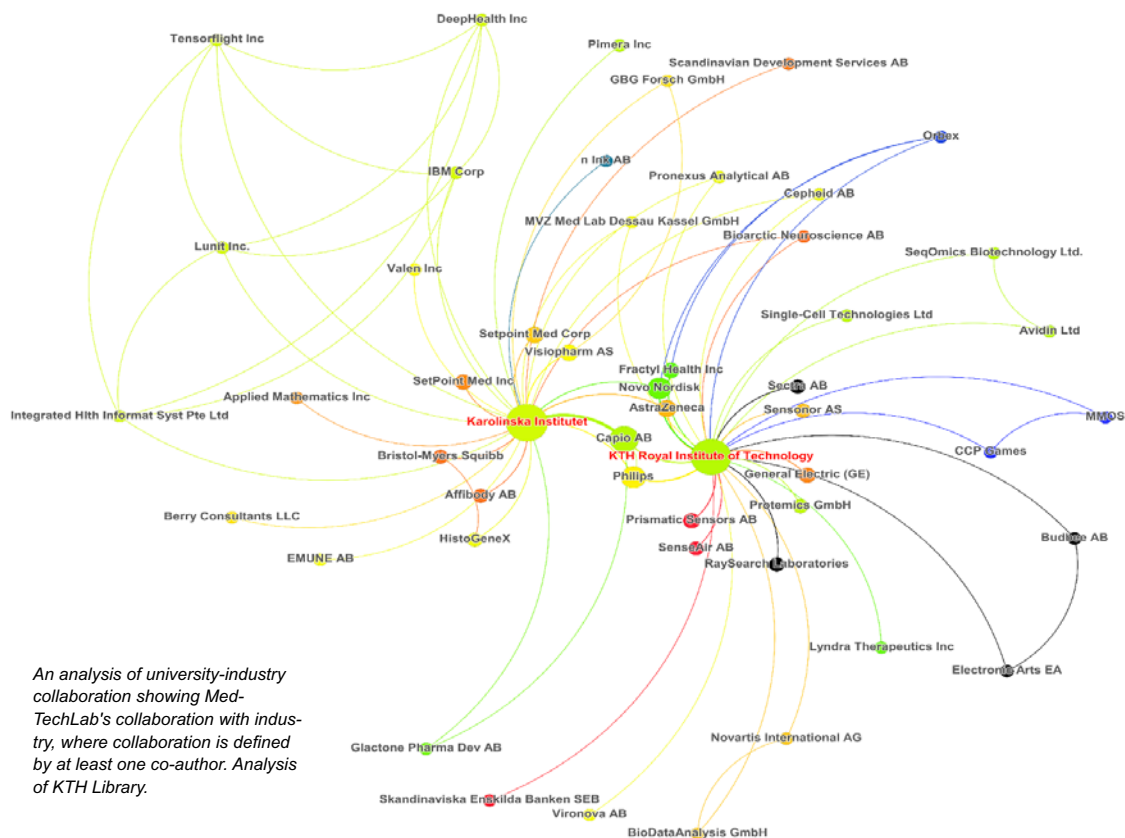 DeepHealth Inc
Tensorflight Inc
Pimera Inc
Scandinavian Development Services AB
GBG Forsch GmbH
n Ink AB
IBM Corp
Pronexus Analytical AB
Cepheid AB
MVZ Med Lab Dessau Kassel GmbH
Bioarctic Neuroscience AB
Lunit Inc.
SeqOmics Biotechnology Ltd.
Valen Inc
Single-Cell Technologies Ltd
Avidin Ltd
Setpoint Med Corp
Visiopharm AS
Fractyl Health Inc
SetPoint Med Inc
Novo Nordisk
Sectra AB
Applied Mathematics Inc
AstraZeneca
Sensonor AS
Integrated Hlth Informat Syst Pte Ltd
Karolinska Institutet
MMOS
Capio AB
CCP Games
Bristol-Myers Squibb
KTH Royal Institute of Technology
Philips
General Electric (GE)
Affibody AB
Protemics GmbH
Berry Consultants LLC
Prismatic Sensors AB
HistoGeneX
Budbee AB
SenseAir AB
EMUNE AB
RaySearch Laboratories
Lyndra Therapeutics Inc
Electronic Arts EA
An analysis of university-industry
collaboration showing Med-
TechLab's collaboration with indus-
try, where collaboration is defined
by at least one co-author. Analysis
of KTH Library.
Novartis International AG
Glactone Pharma Dev AB
Skandinaviska Enskilda Banken SEB
Vironova AB
BioDataAnalysis GmbH